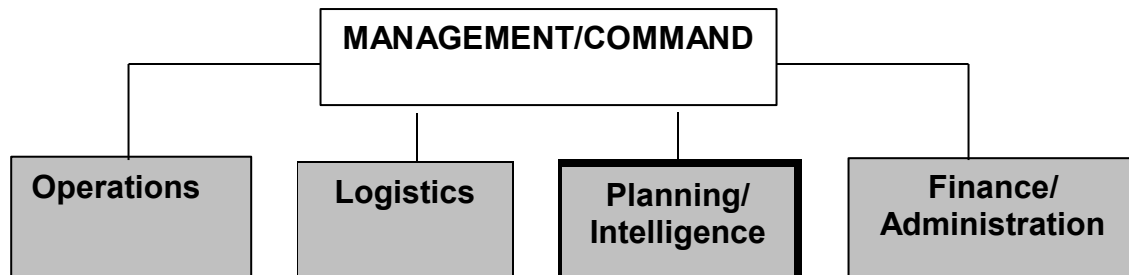 MANAGEMENT/COMMAND
Operations
Logistics
Planning/
Intelligence
Finance/
Administration